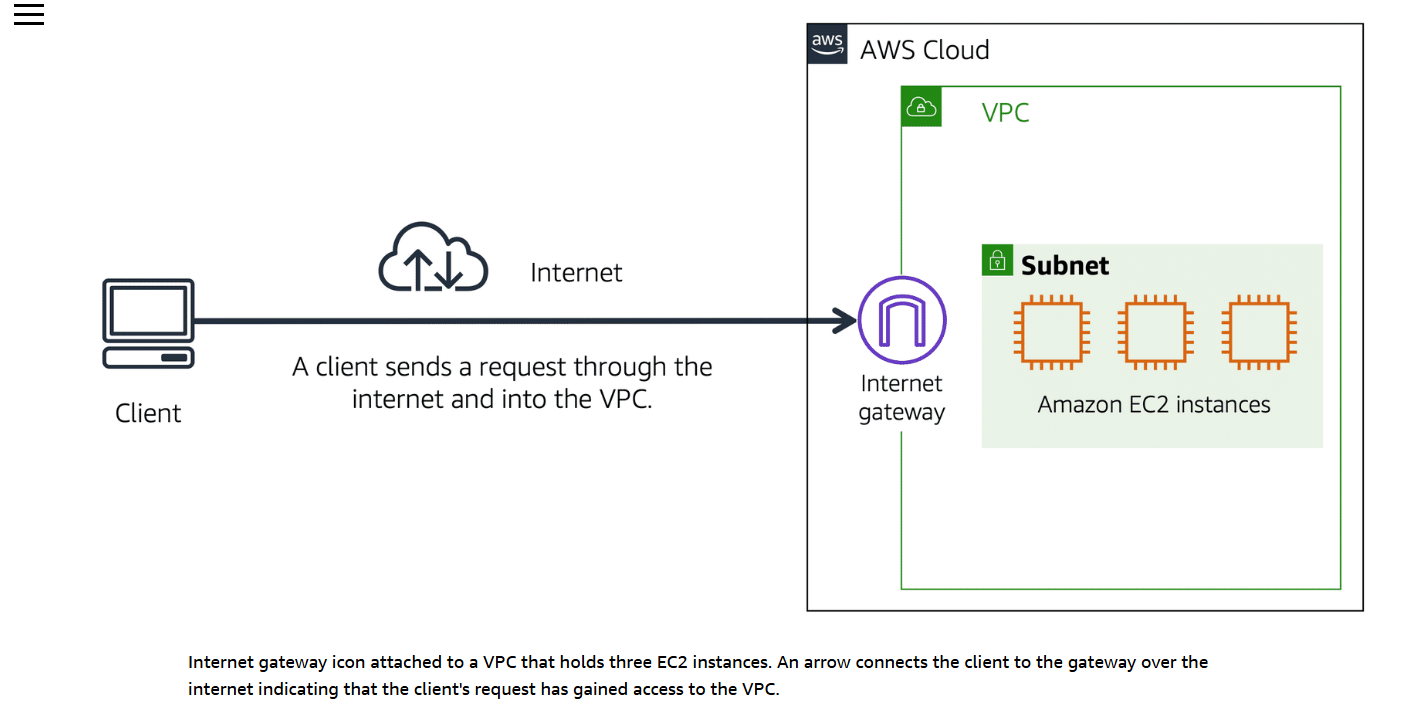 aws
AWS Cloud
VPC
Internet
Subnet
A client sends a request through the
internet and into the VPC.
Client
Internet
gateway
Amazon EC2 instances
Internet gateway icon attached to a VPC that holds three EC2 instances. An arrow connects the client to the gateway over the
internet indicating that the client's request has gained access to the VPC.